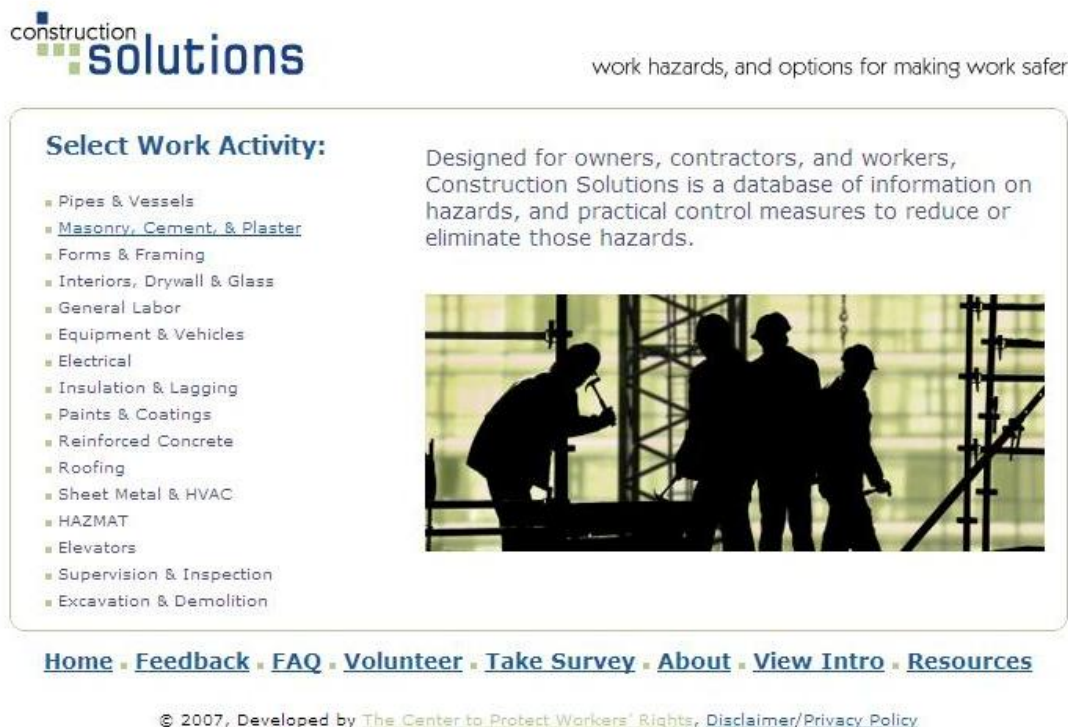 construction
solutions
work hazards, and options for making work safer
Select Work Activity:
Pipes & Vessels
Masonry, Cement, & Plaster
Forms & Framing
Interiors, Drywall & Glass
General Labor
Equipment & Vehicles
Electrical
Insulation & Lagging
Paints & Coatings
Reinforced Concrete
Roofing
Sheet Metal & HVAC
HAZMAT
Elevators
Supervision & Inspection
Excavation & Demolition
Designed for owners, contractors, and workers,
Construction Solutions is a database of information on
hazards, and practical control measures to reduce or
eliminate those hazards.
Home Feedback FAQ Volunteer Take Survey About View Intro Resources
© 2007, Developed by The Center to Protect Workers' Rights, Disclaimer/Privacy Policy